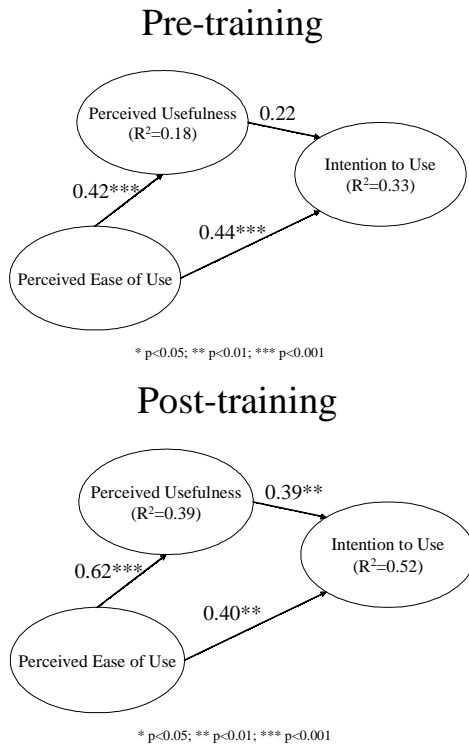 Pre-training
Perceived Usefulness
(R²=0.18)
0.22
Intention to Use
(R²=0.33)
0.42***
0.44***
Perceived Ease of Use
* p<0.05; ** p<0.01; *** p<0.001
Post-training
Perceived Usefulness
(R²=0.39)
0.39**
Intention to Use
(R²=0.52)
0.62***
0.40**
Perceived Ease of Use
* p<0.05; ** p<0.01; *** p<0.001